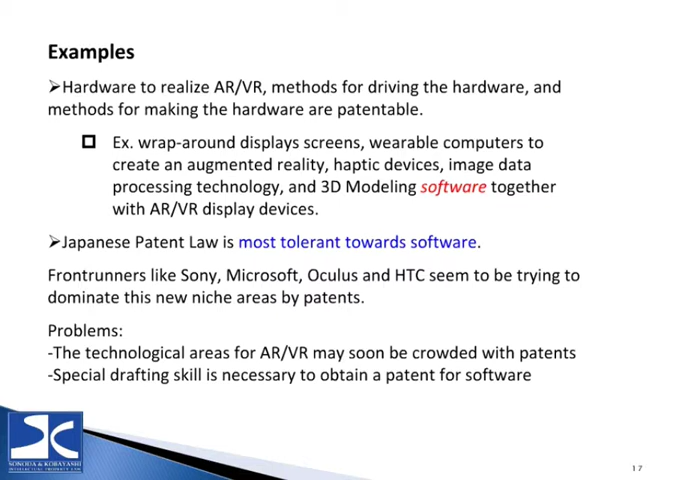 Examples
➢Hardware to realize AR/VR, methods for driving the hardware, and
methods for making the hardware are patentable.
Ex. wrap-around displays screens, wearable computers to
create an augmented reality, haptic devices, image data
processing technology, and 3D Modeling software together
with AR/VR display devices.
➢Japanese Patent Law is most tolerant towards software.
Frontrunners like Sony, Microsoft, Oculus and HTC seem to be trying to
dominate this new niche areas by patents.
Problems:
-The technological areas for AR/VR may soon be crowded with patents
-Special drafting skill is necessary to obtain a patent for software
SONODA & KOBAYASHI
INTELLECTUAL PROPERTY LAW
17